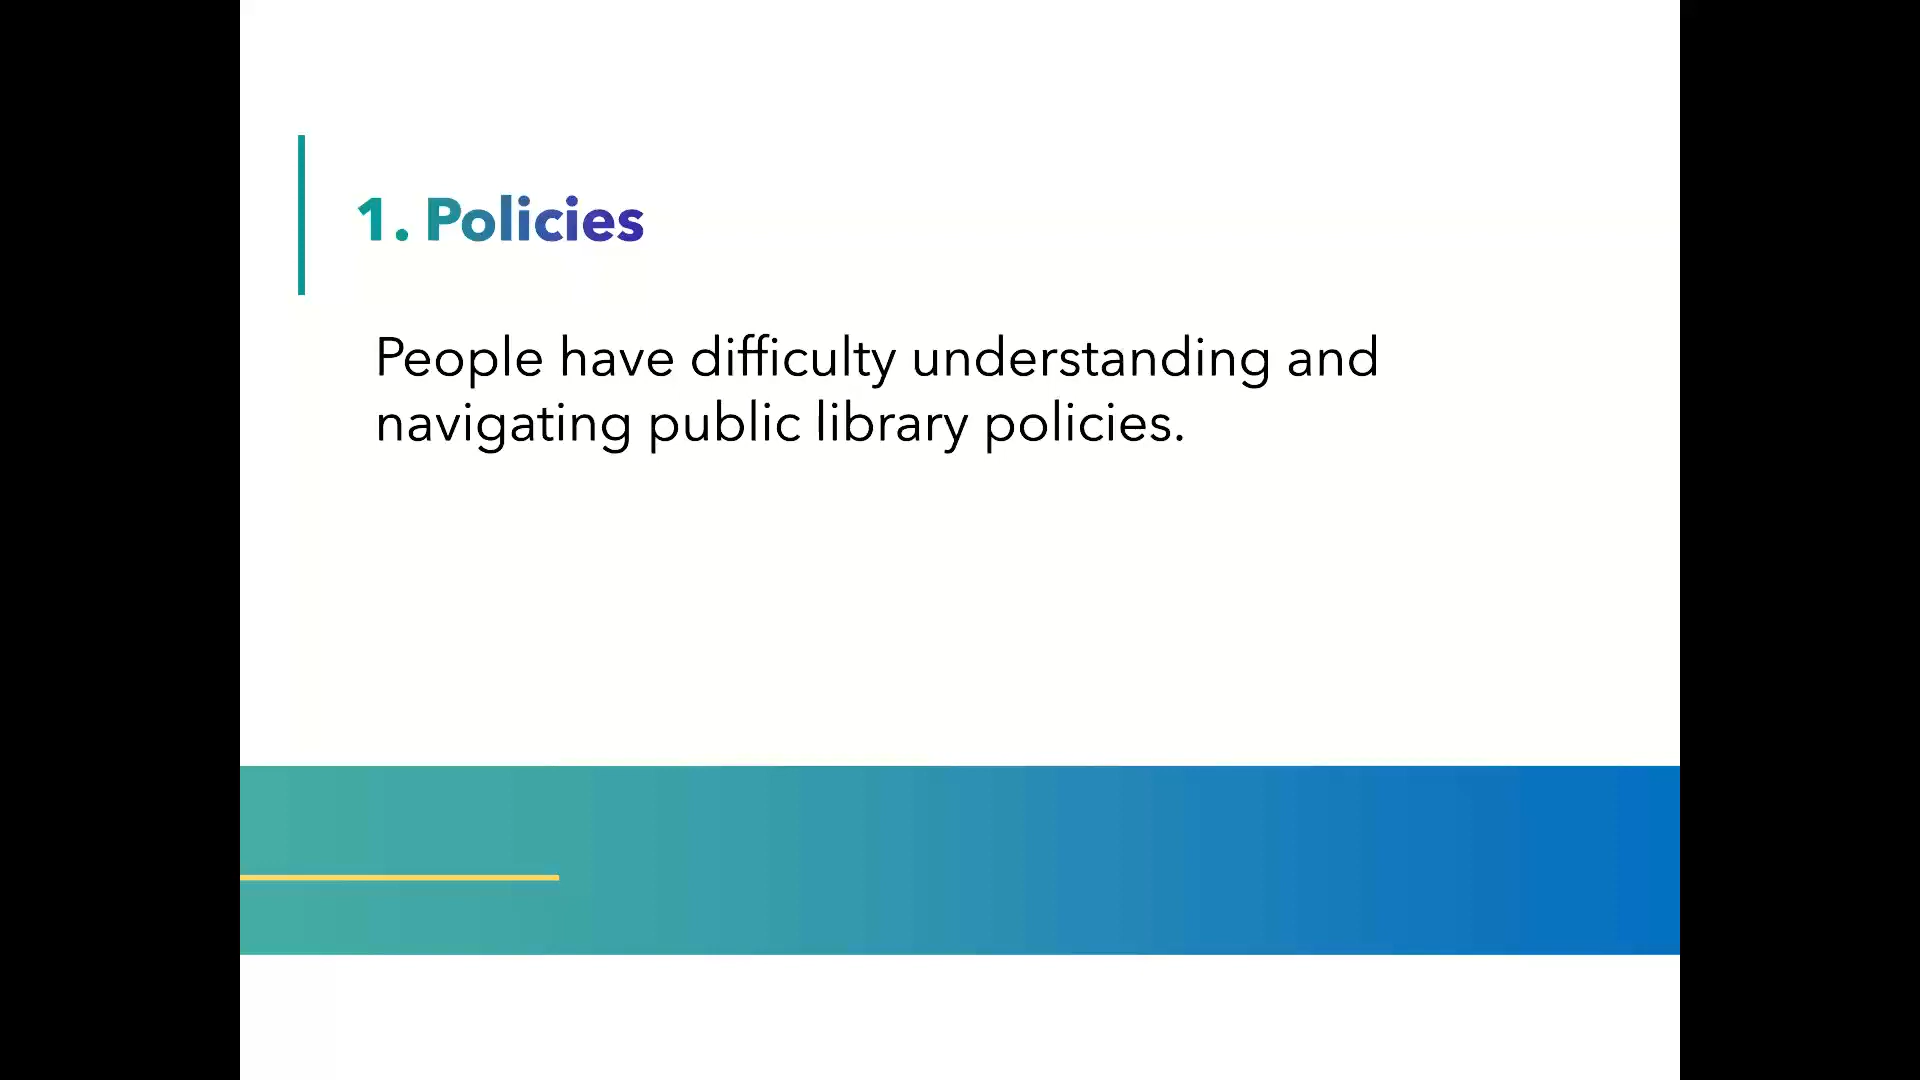 1. Policies
People have difficulty understanding and
navigating public library policies.